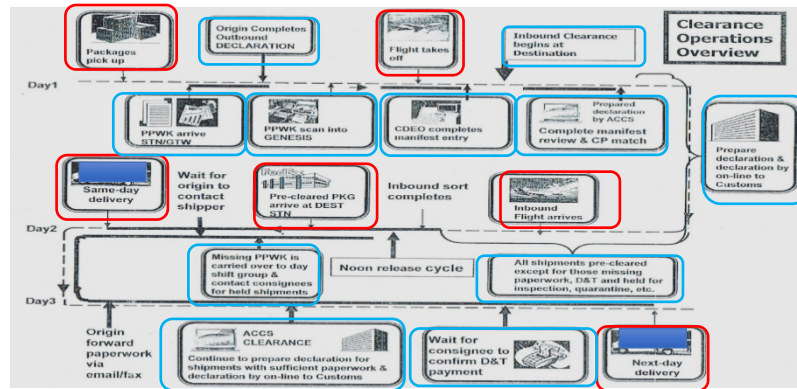 Clearance
Operations
Overview
Packages
pick up
Origin Completes
Outbound
DECLARATION
Flight takes
off
Inbound Clearance
begins at
Destination
Day1
PPWK arrive
STN/GTW
PPWK scan into
GENESIS
CDEO completes
manifest entry
Prepared
declaration
by ACCS
Complete manifest
review & CP match
Prepare
declaration &
declaration by
on-line to
Customs
Same-day
delivery
Wait for
origin to
contact
shipper
FedEx
Pre-cleared PKG
arrive at DEST
STN
Inbound sort
completes
Inbound
Flight arrives
Day2
Missing PPWK is
carried over to day
shift group &
contact consignees
for held shipments
Noon release cycle
All shipments pre-cleared
except for those missing
paperwork, D&T and held for
inspection, quarantine, etc.
Day3
Origin
forward
paperwork
via
email/fax
ACCS
CLEARANCE
Continue to prepare declaration for
shipments with sufficient paperwork &
declaration by on-line to Customs
Wait for
consignee to
confirm D&T
payment
Next-day
delivery